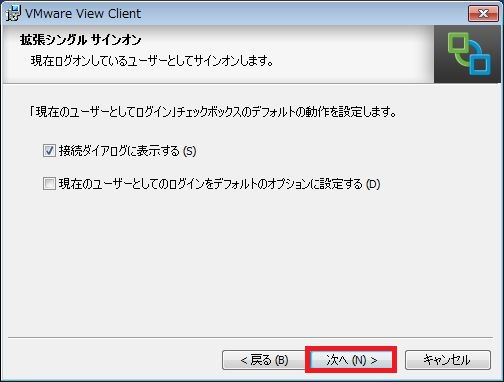 VMware View Client
拡張シングル サインオン
現在ログオンしているユーザーとしてサインオンします。
「現在のユーザーとしてログイン」チェックボックスのデフォルトの動作を設定します。
接続ダイアログに表示する (S)
現在のユーザーとしてのログインをデフォルトのオプションに設定する (D)
< 戻る (B)
次へ (N) >
キャンセル